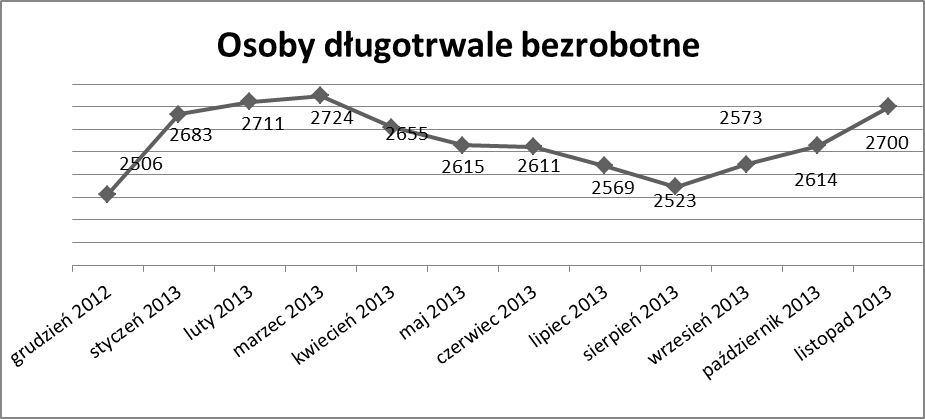 Osoby długotrwale bezrobotne
2506
2683
2711
2724
2655
2615
2611
2569
2523
2573
2614
2700
grudzień 2012
styczeń 2013
luty 2013
marzec 2013
kwiecień 2013
maj 2013
czerwiec 2013
lipiec 2013
sierpień 2013
wrzesień 2013
październik 2013
listopad 2013